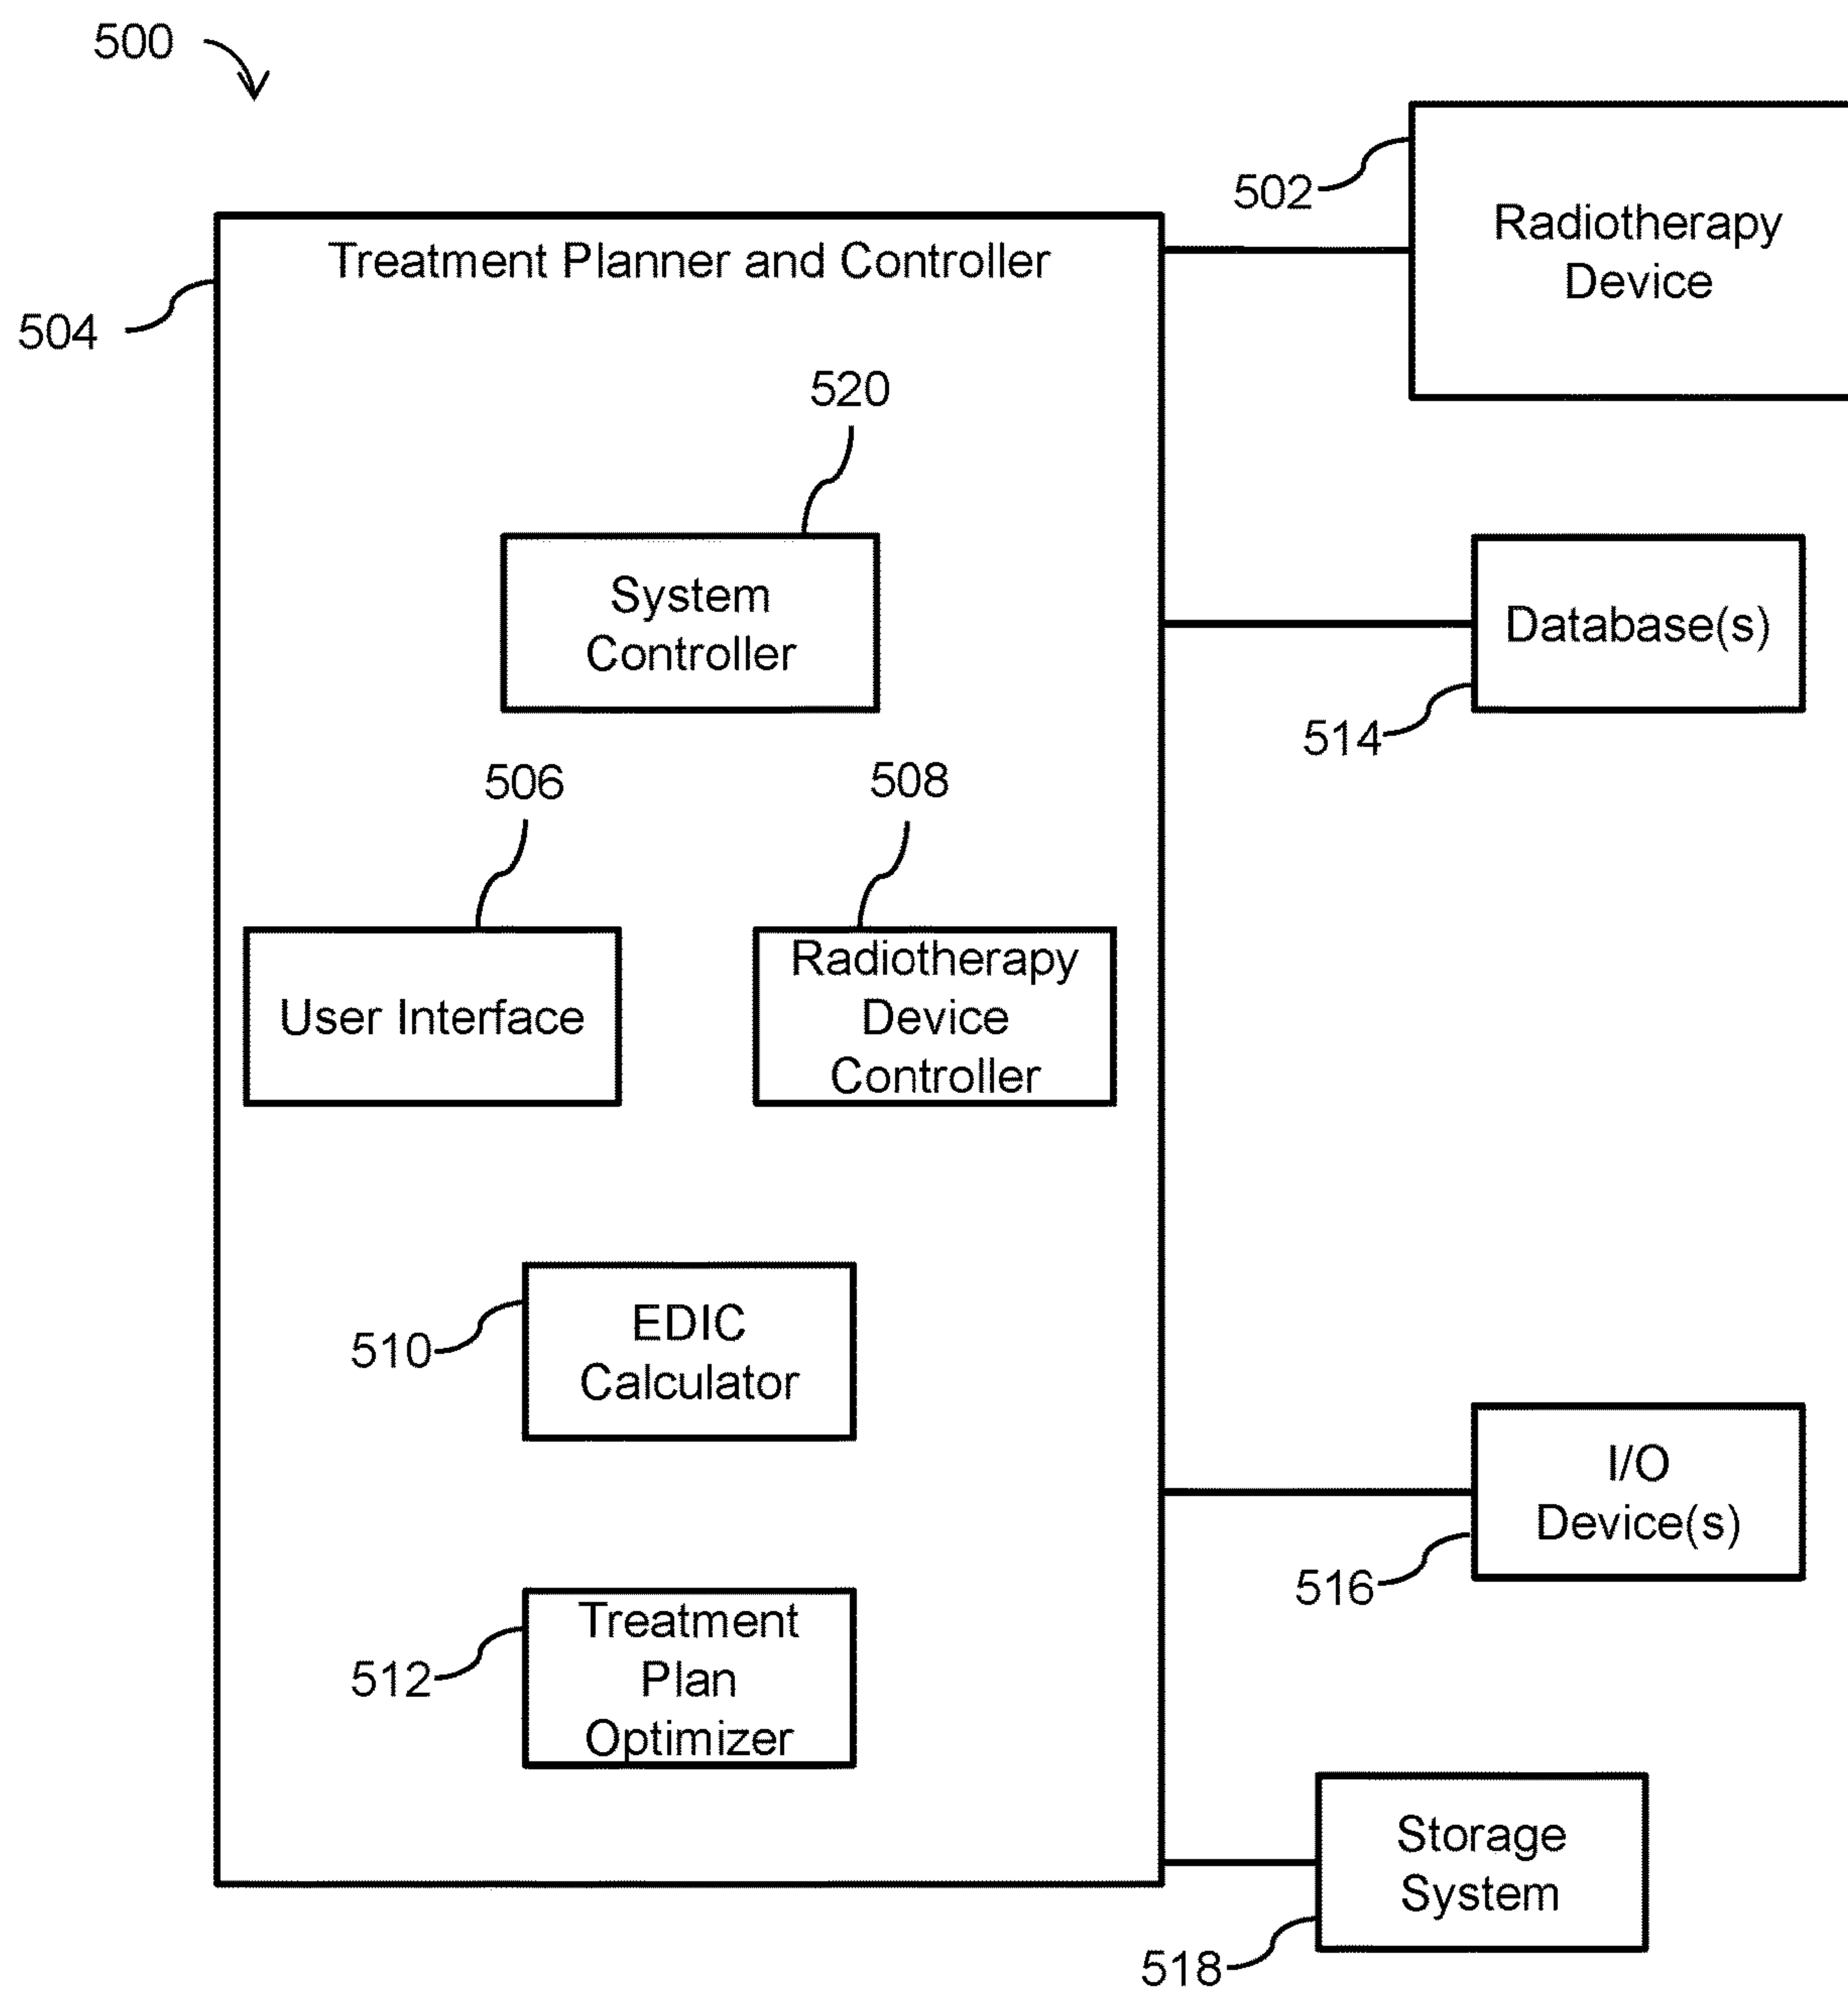 500
502
Radiotherapy
Device
Treatment Planner and Controller
504
520
System
Controller
Database(s)
514
506
508
User Interface
Radiotherapy
Device
Controller
510
EDIC
Calculator
I/O
Device(s)
516
512
Treatment
Plan
Optimizer
Storage
System
518